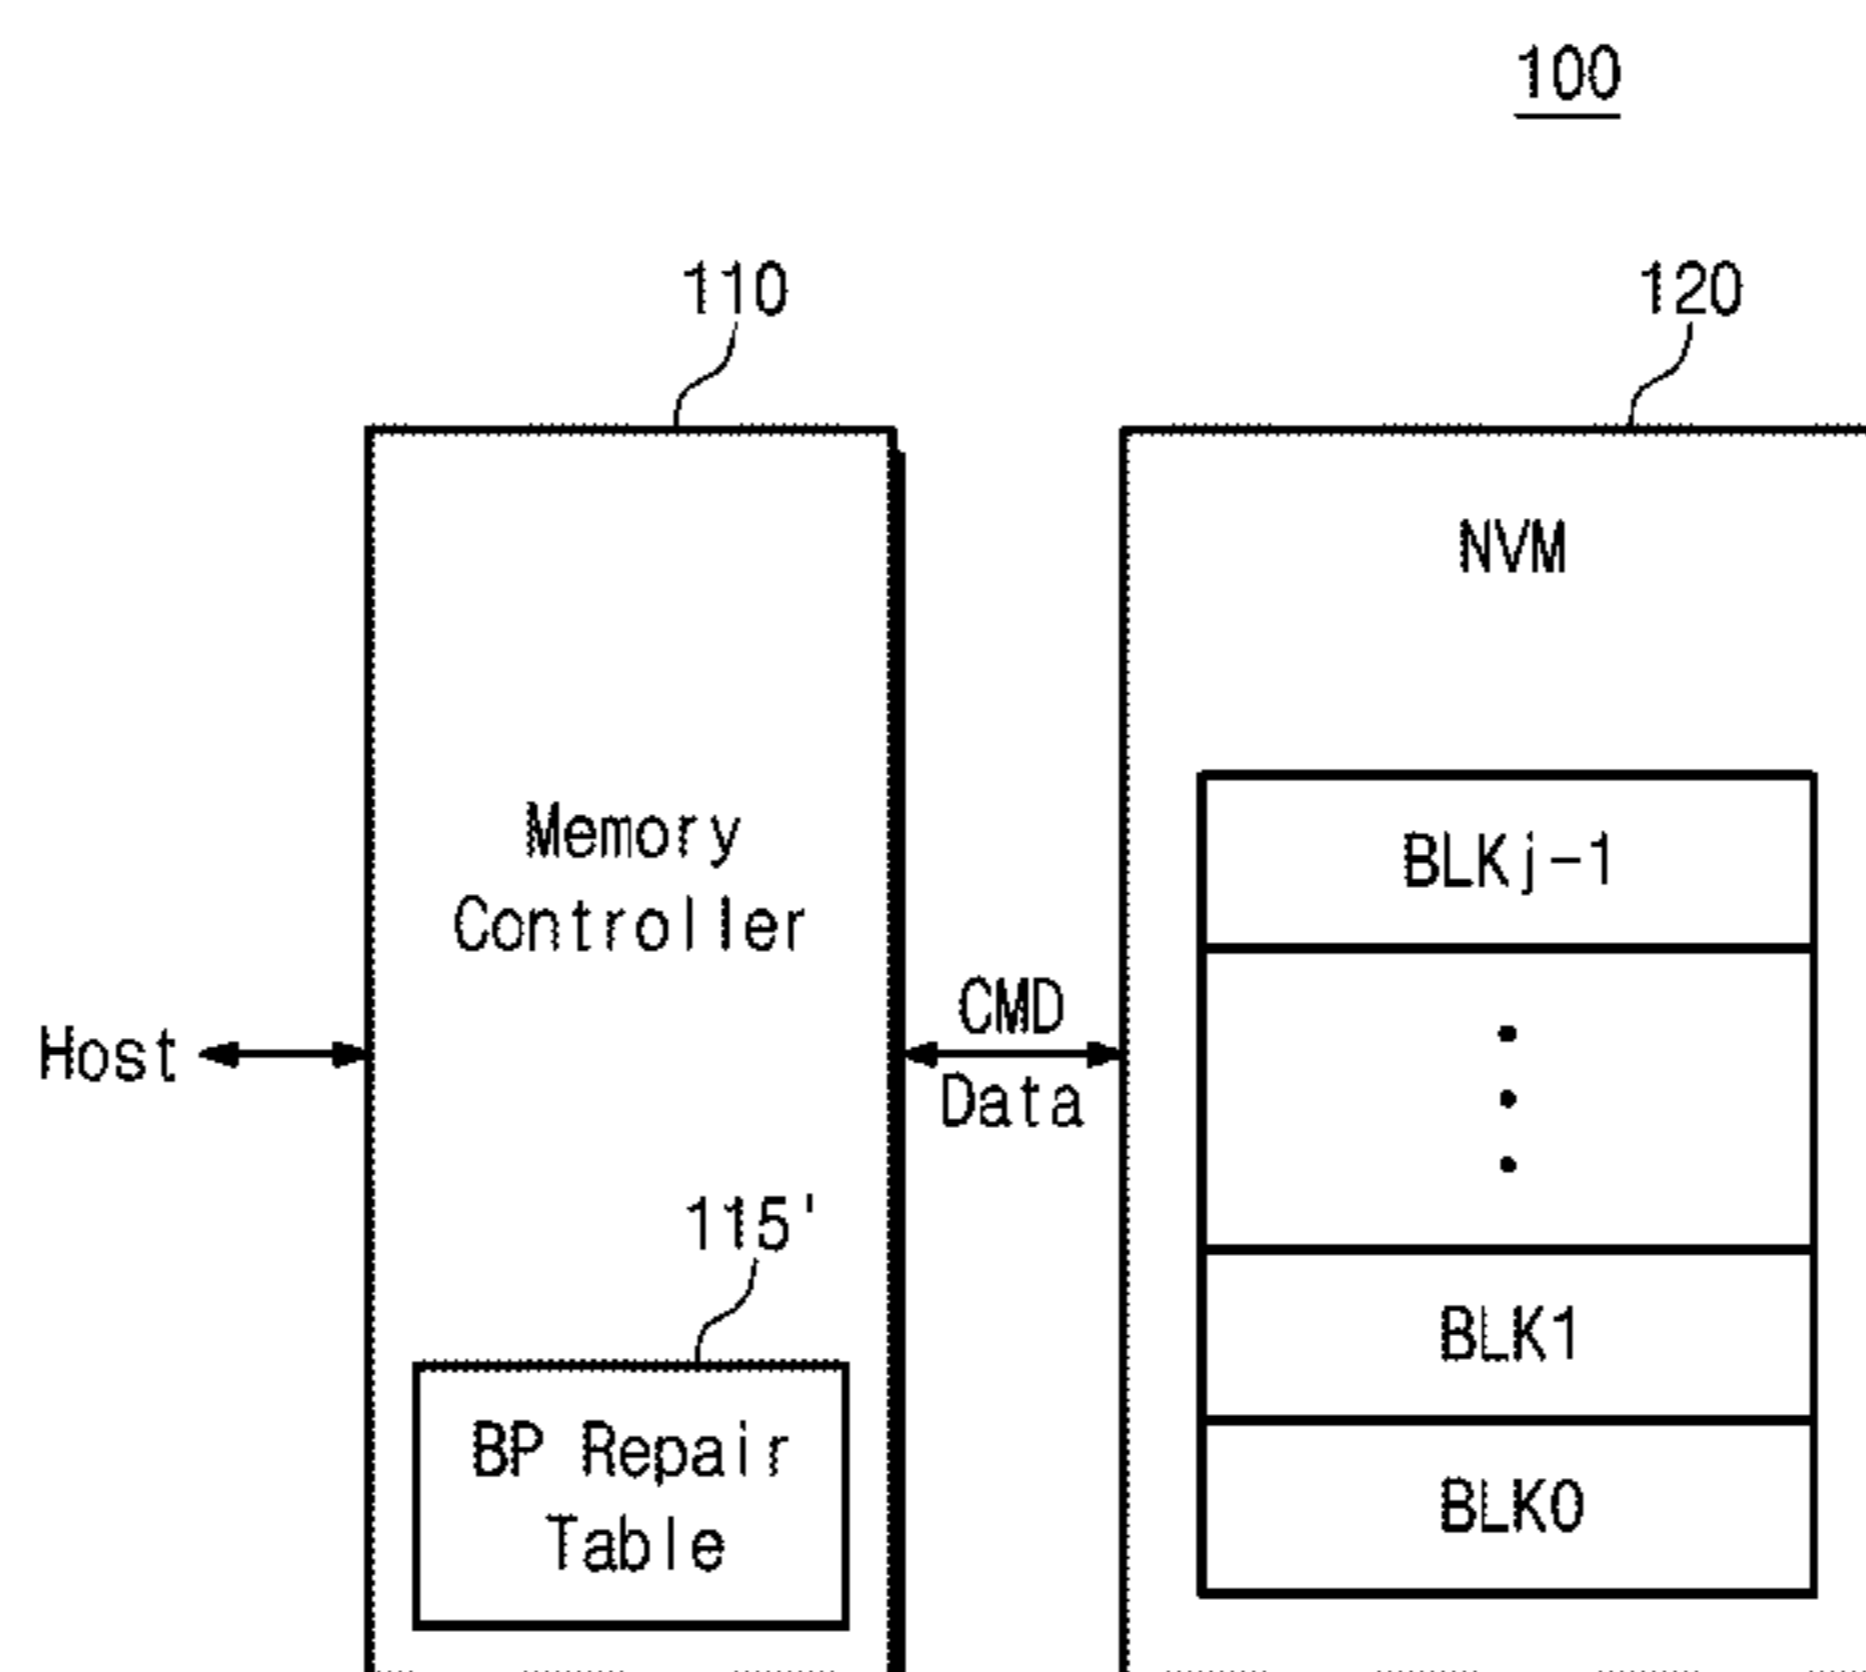 100
110
120
NVM
Memory
Controller
BLKj-1
CMD
Host
Data
115'
BLK1
BP Repair
Table
BLK0